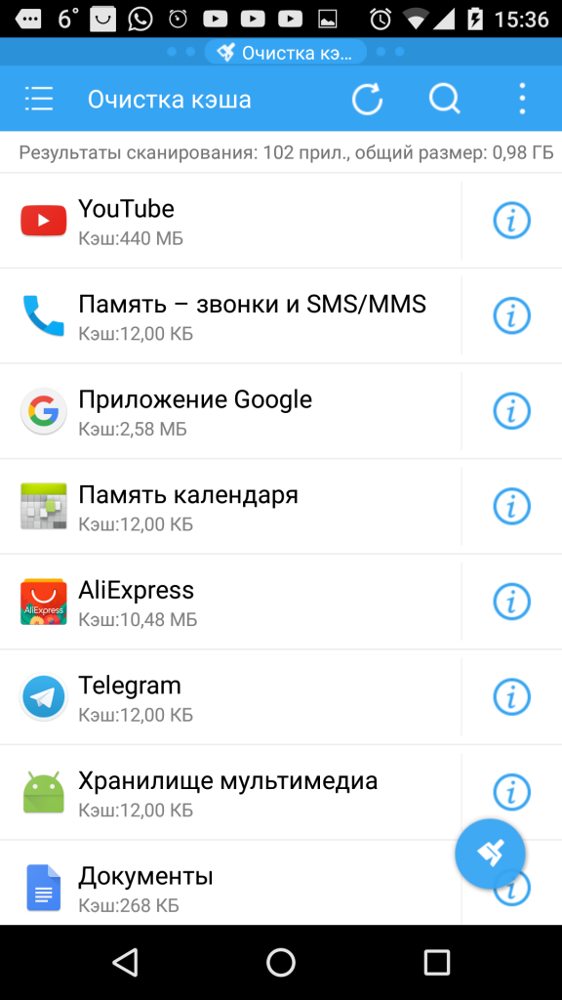 6° 15:36
Очистка кэ...
Очистка кэша
Результаты сканирования: 102 прил., общий размер: 0,98 ГБ
YouTube
Кэш:440 МБ
Память – звонки и SMS/MMS
Кэш:12,00 КБ
Приложение Google
Кэш:2,58 МБ
Память календаря
Кэш:12,00 КБ
AliExpress
AliExpress
Кэш:10,48 МБ
Telegram
Кэш:12,00 КБ
Хранилище мультимедиа
Кэш:12,00 КБ
Документы
Кэш:268 КБ